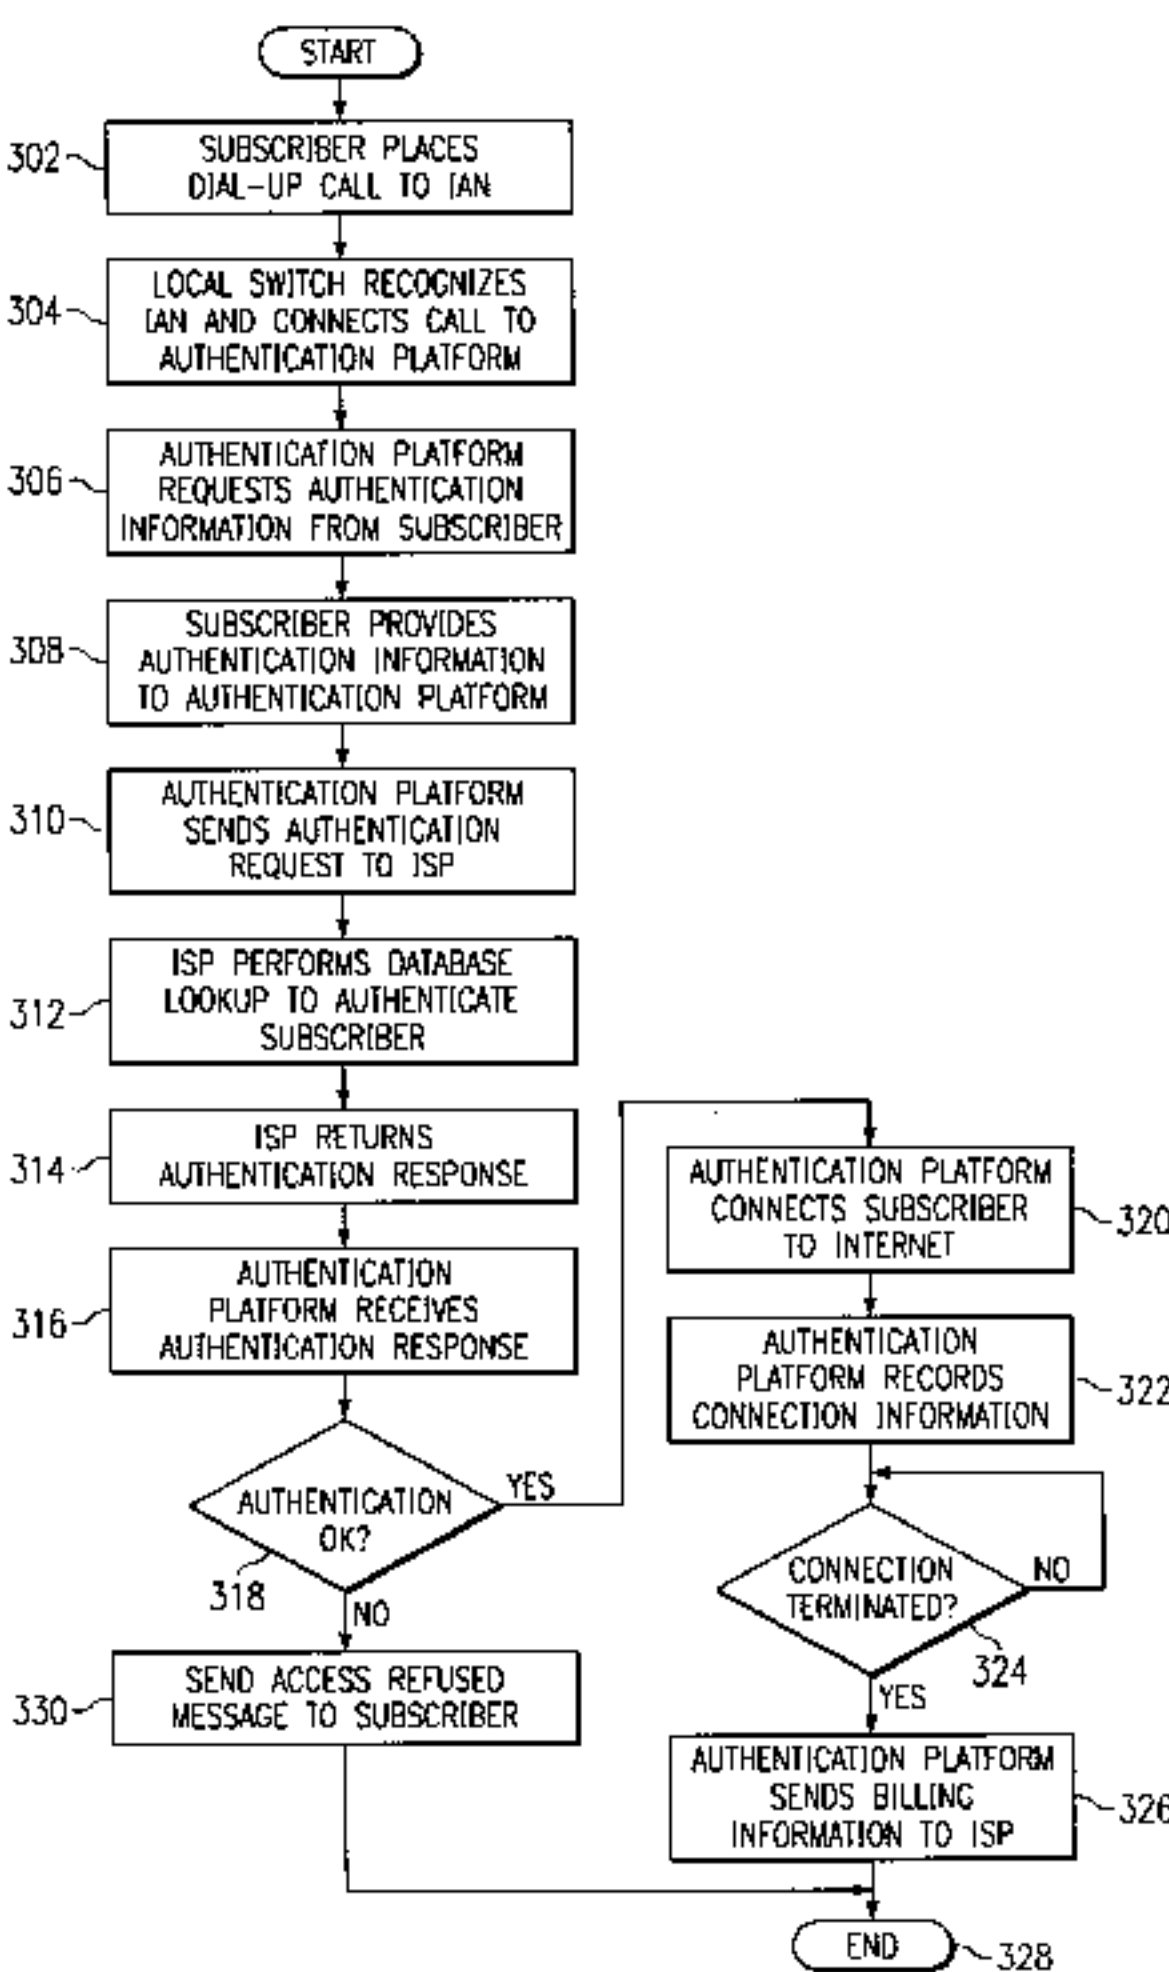 START
302
SUBSCRIBER PLACES
DIAL-UP CALL TO IAN
304
LOCAL SWITCH RECOGNIZES
IAN AND CONNECTS CALL TO
AUTHENTICATION PLATFORM
306
AUTHENTICATION PLATFORM
REQUESTS AUTHENTICATION
INFORMATION FROM SUBSCRIBER
308
SUBSCRIBER PROVIDES
AUTHENTICATION INFORMATION
TO AUTHENTICATION PLATFORM
310
AUTHENTICATION PLATFORM
SENDS AUTHENTICATION
REQUEST TO ISP
312
ISP PERFORMS DATABASE
LOOKUP TO AUTHENTICATE
SUBSCRIBER
314
ISP RETURNS
AUTHENTICATION RESPONSE
316
AUTHENTICATION
PLATFORM RECEIVES
AUTHENTICATION RESPONSE
AUTHENTICATION
OK?
318
YES
NO
330
SEND ACCESS REFUSED
MESSAGE TO SUBSCRIBER
AUTHENTICATION PLATFORM
CONNECTS SUBSCRIBER
TO INTERNET
320
AUTHENTICATION
PLATFORM RECORDS
CONNECTION INFORMATION
322
CONNECTION
TERMINATED?
NO
324
YES
AUTHENTICATION PLATFORM
SENDS BILLING
INFORMATION TO ISP
326
END
328